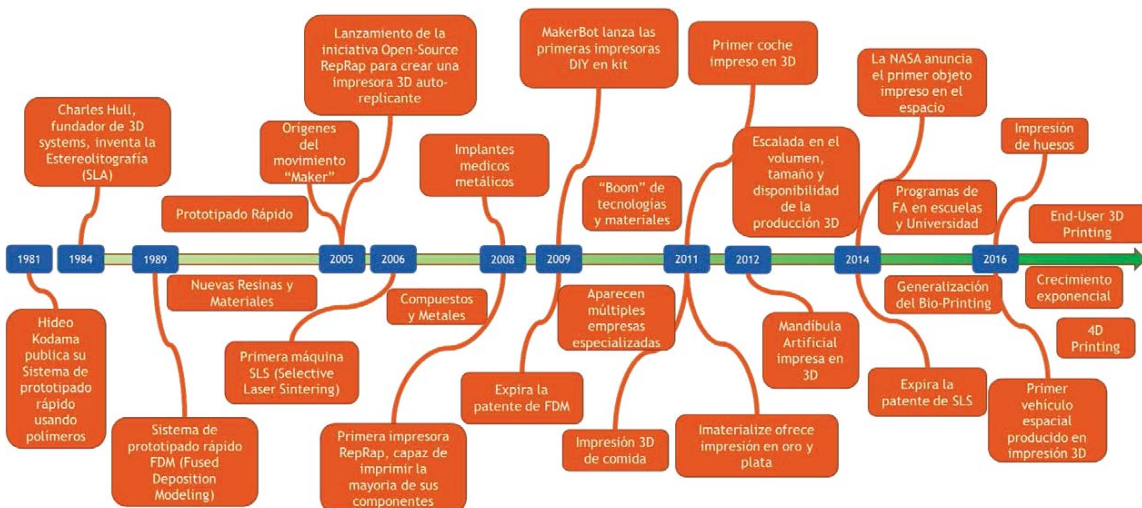 Charles Hull,
fundador de 3D
systems, inventa la
Estereolitografía
(SLA)
Prototipado Rápido
Origenes
del
movimiento
"Maker"
Lanzamiento de la
iniciativa Open-Source
RepRap para crear una
impresora 3D auto-
replicante
Implantes
medicos
metálicos
MakerBot lanza las
primeras impresoras
DIY en kit
"Boom" de
tecnologías
y materiales
Primer coche
impreso en 3D
Escalada en el
volumen,
tamaño y
disponibilidad
de la
producción 3D
La NASA anuncia
el primer objeto
impreso en el
espacio
Programas de
FA en escuelas
y Universidad
Impresión
de huesos
End-User 3D
Printing
1981
1984
1989
2005
2006
2008
2009
2011
2012
2014
2016
Hideo
Kodama
publica su
Sistema de
prototipado
rápido
usando
polímeros
Nuevas Resinas y
Materiales
Sistema de
prototipado rápido
FDM (Fused
Deposition
Modeling)
Primera máquina
SLS (Selective
Laser Sintering)
Compuestos
y Metales
Primera impresora
RepRap, capaz de
imprimir la
mayoria de sus
componentes
Expira la
patente de FDM
Aparecen
múltiples
empresas
especializadas
Impresión 3D
de comida
Imaterialize ofrece
impresión en oro y
plata
Mandíbula
Artificial
impresa en
3D
Generalización
del Bio-Printing
Expira la
patente de SLS
Crecimiento
exponencial
4D
Printing
Primer
vehículo
espacial
producido en
impresión 3D